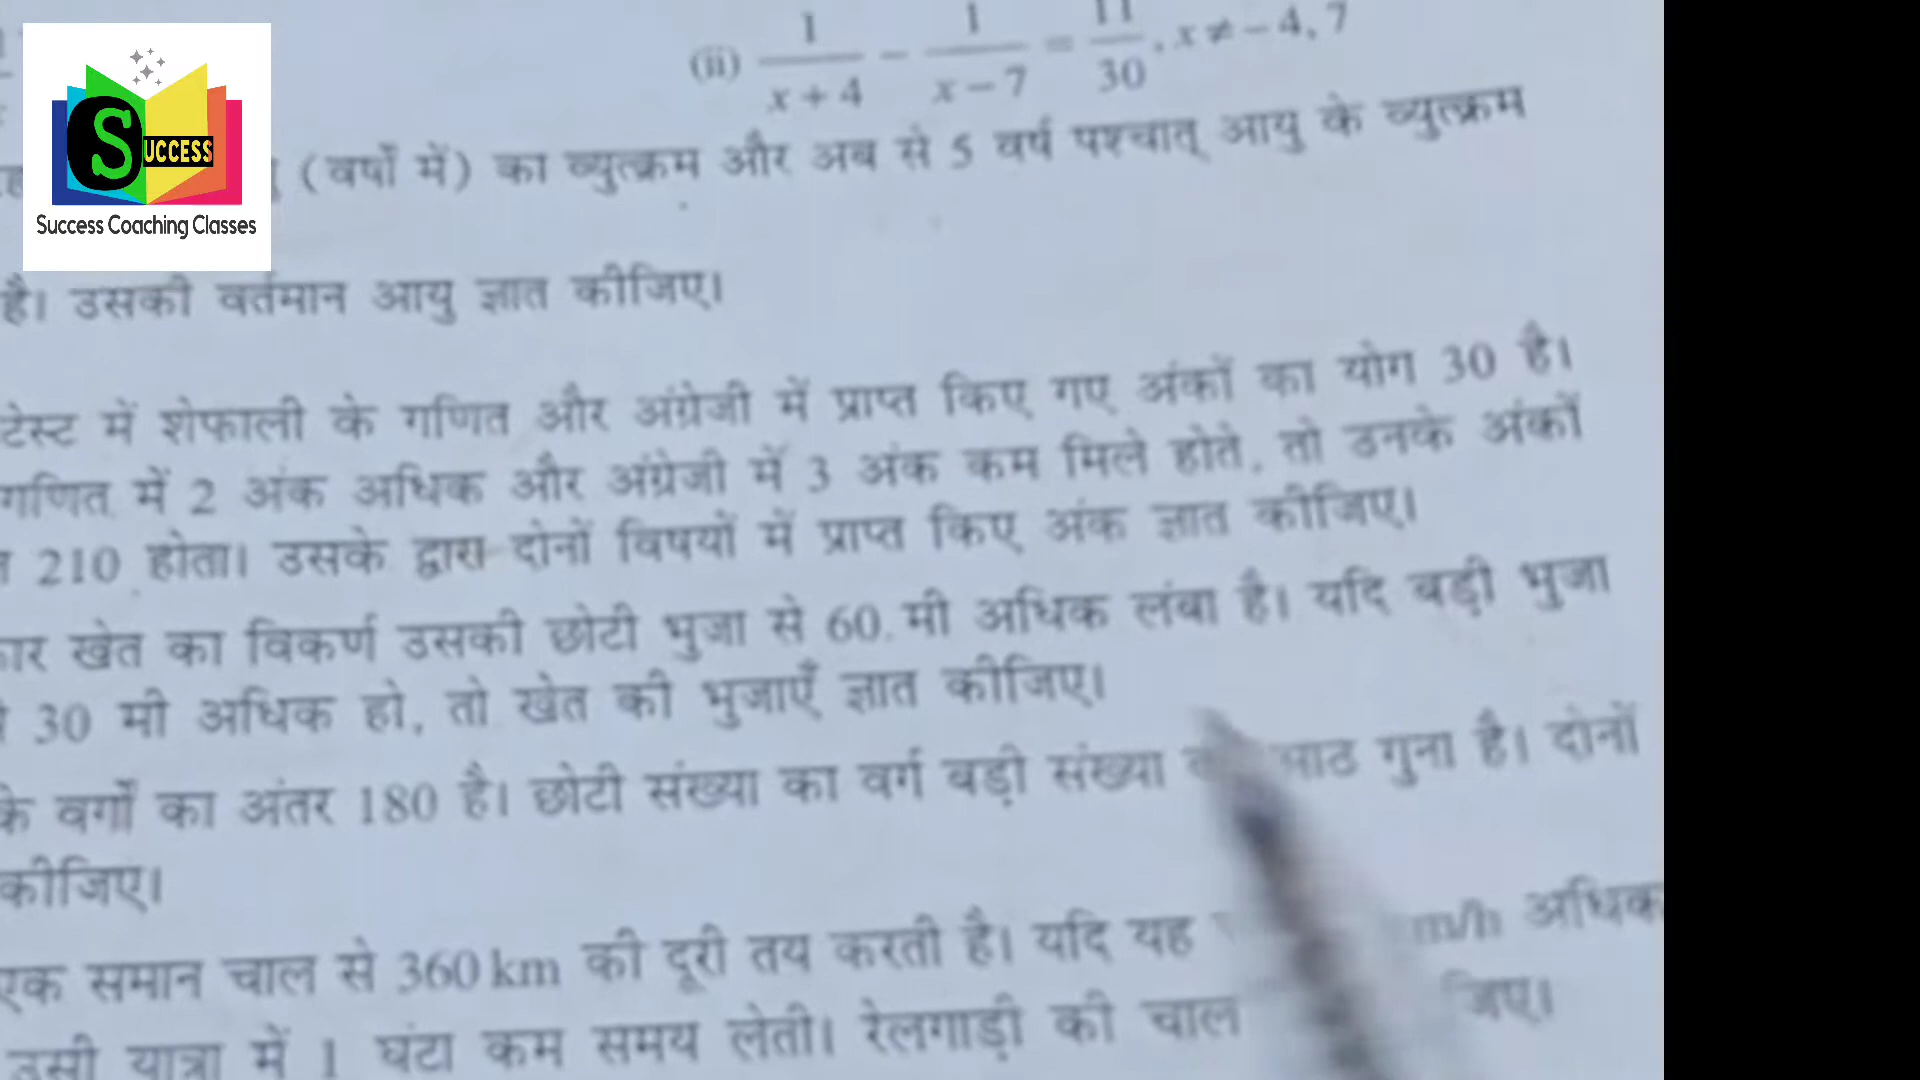 (ii) 1/(x + 4) − 1/(x − 7) = 11/30, x ≠ − 4, 7
(वर्षों में) का व्युत्क्रम और अब से 5 वर्ष पश्चात् आयु के व्युत्क्रम
SUCCESS
Success Coaching Classes
है। उसकी वर्तमान आयु ज्ञात कीजिए।
टेस्ट में शेफाली के गणित और अंग्रेजी में प्राप्त किए गए अंकों का योग 30 है।
गणित में 2 अंक अधिक और अंग्रेजी में 3 अंक कम मिले होते, तो उनके अंकों
210 होता। उसके द्वारा दोनों विषयों में प्राप्त किए अंक ज्ञात कीजिए।
खेत का विकर्ण उसकी छोटी भुजा से 60 मी अधिक लंबा है। यदि बड़ी भुजा
30 मी अधिक हो, तो खेत की भुजाएँ ज्ञात कीजिए।
के वर्गों का अंतर 180 है। छोटी संख्या का वर्ग बड़ी संख्या गुना है। दोनों
कीजिए।
एक समान चाल से 360 km की दूरी तय करती है। यदि यह km/h अधिक
उसी यात्रा में 1 घंटा कम समय लेती। रेलगाड़ी की चाल